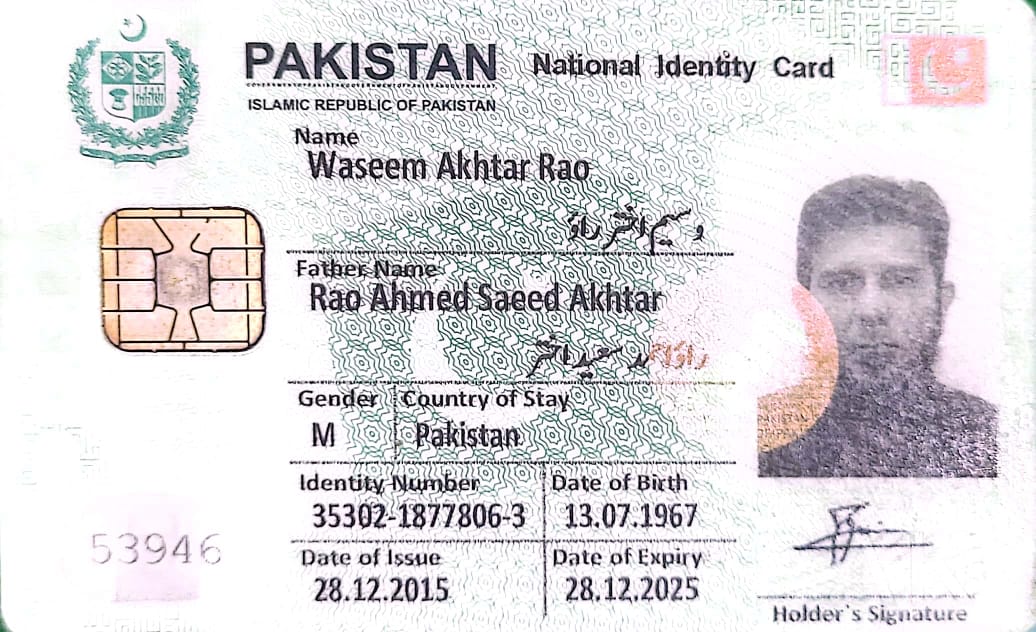 PAKISTAN National Identity Card
ISLAMIC REPUBLIC OF PAKISTAN
Name
Waseem Akhtar Rao
وسیم اختر راؤ
Father Name
Rao Ahmed Saeed Akhtar
راؤ احمد سعید اختر
Gender Country of Stay
M Pakistan
Identity Number Date of Birth
35302-1877806-3 13.07.1967
Date of Issue Date of Expiry
28.12.2015 28.12.2025
53946
PAKISTAN
Holder's Signature